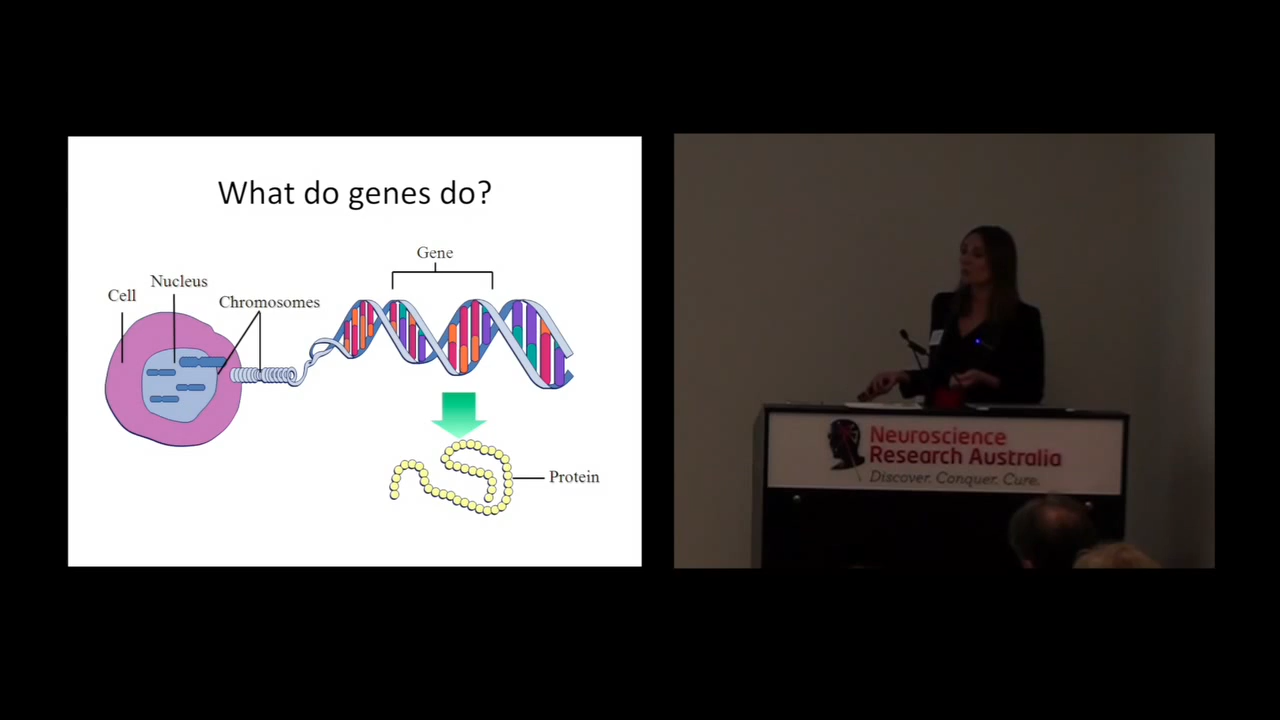 What do genes do?
Gene
Nucleus
Cell
Chromosomes
Protein
Neuroscience
Research Australia
Discover. Conquer. Cure.